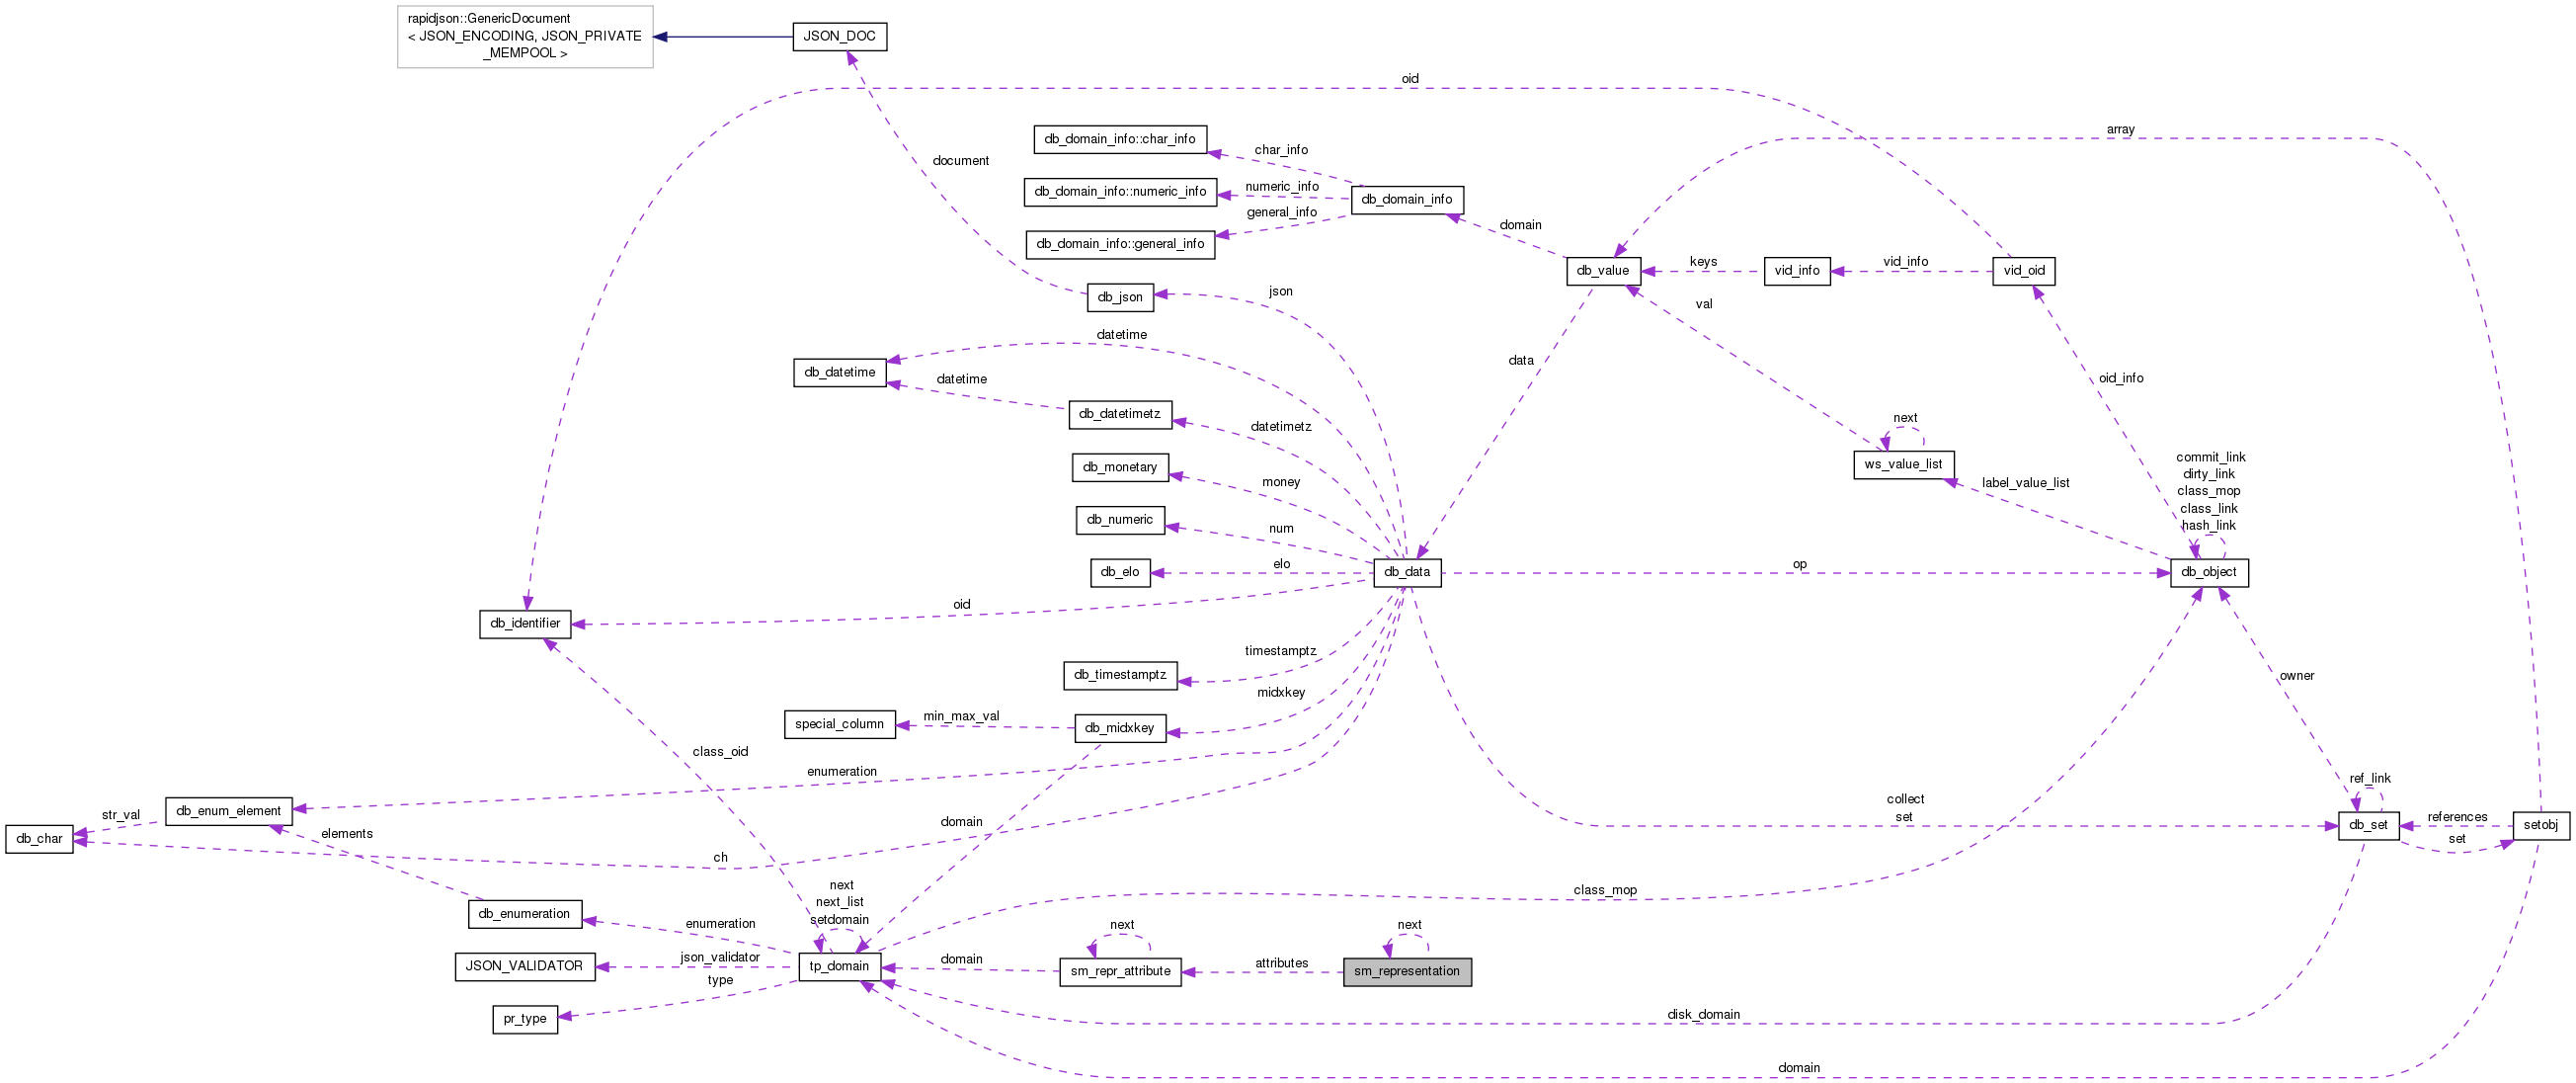 rapidjson::GenericDocument
< JSON_ENCODING, JSON_PRIVATE
_MEMPOOL >
JSON_DOC
oid
array
document
db_domain_info::char_info
char_info
db_domain_info::numeric_info
numeric_info
db_domain_info
general_info
db_domain_info::general_info
domain
db_value
keys
vid_info
vid_info
vid_oid
db_json
json
val
datetime
data
db_datetime
datetime
oid_info
db_datetimetz
datetimetz
next
db_monetary
money
ws_value_list
label_value_list
commit_link
dirty_link
class_mop
class_link
hash_link
db_numeric
num
db_elo
elo
db_data
op
db_object
oid
db_identifier
timestamptz
db_timestamptz
owner
midxkey
special_column
min_max_val
db_midxkey
class_oid
enumeration
ref_link
collect
set
db_enum_element
str_val
db_char
elements
domain
ch
db_set
references
set
setobj
next
next_list
setdomain
class_mop
db_enumeration
enumeration
next
next
JSON_VALIDATOR
json_validator
type
tp_domain
domain
sm_repr_attribute
attributes
sm_representation
pr_type
disk_domain
domain